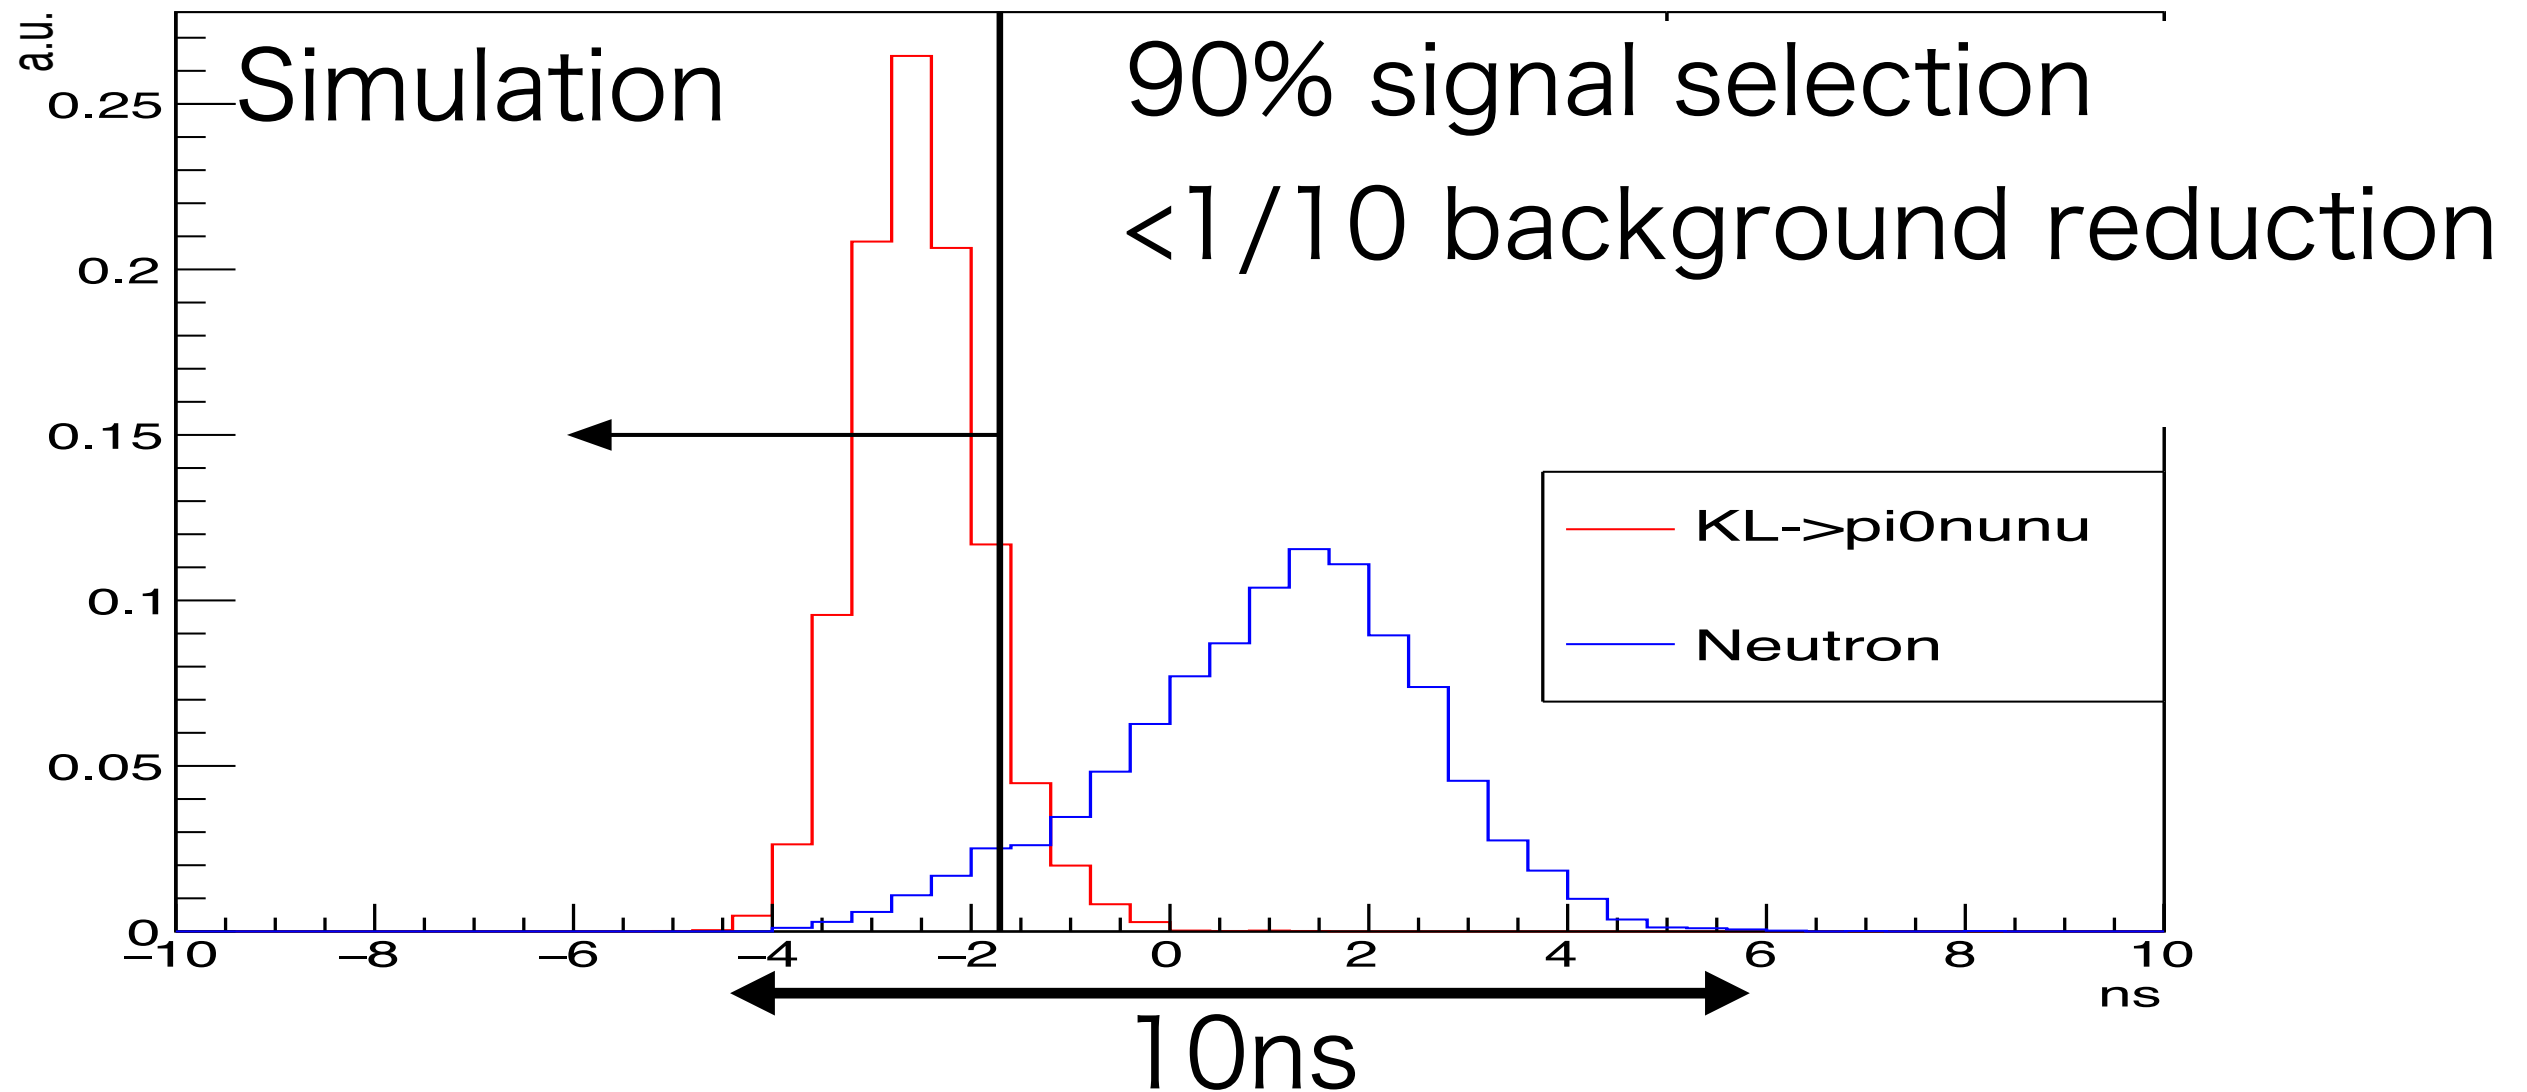 a.u.
Simulation
90% signal selection
<1/10 background reduction
0.25
0.2
0.15
0.1
0.05
0
KL->pi0nunu
Neutron
−10 −8 −6 −4 −2 0 2 4 6 8 10
ns
10ns